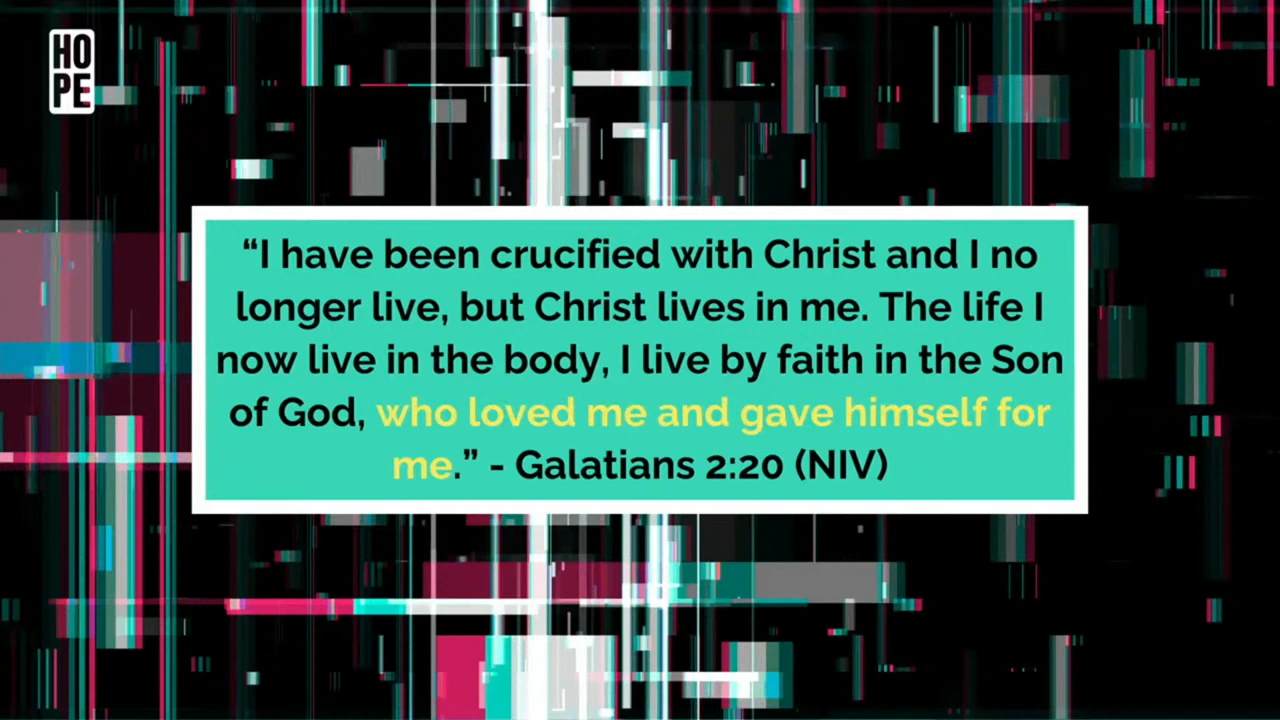 HO
PE
“I have been crucified with Christ and I no
longer live, but Christ lives in me. The life I
now live in the body, I live by faith in the Son
of God, who loved me and gave himself for
me.” - Galatians 2:20 (NIV)